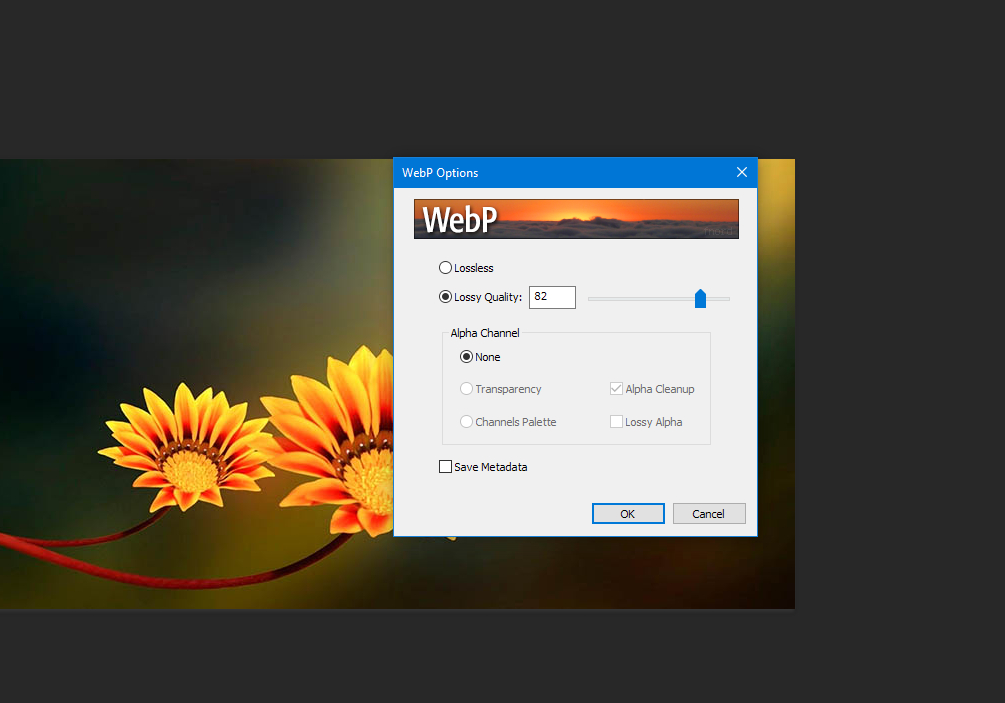 WebP Options
WebP
fnord
Lossless
Lossy Quality: 82
Alpha Channel
None
Transparency
Alpha Cleanup
Channels Palette
Lossy Alpha
Save Metadata
OK
Cancel